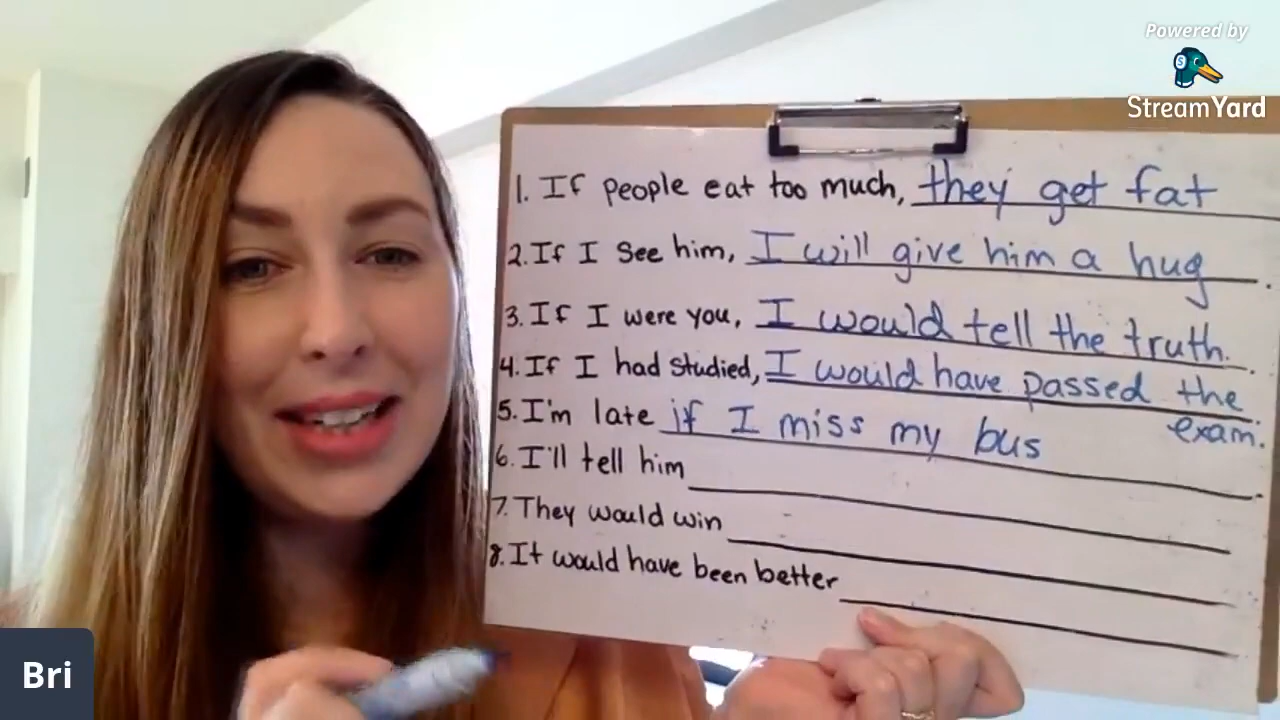 Powered by
StreamYard
1. If people eat too much, they get fat
2. If I see him, I will give him a hug.
3. If I were you, I would tell the truth.
4. If I had studied, I would have passed the
exam.
5. I'm late if I miss my bus
6. I'll tell him
7. They would win
8. It would have been better
Bri